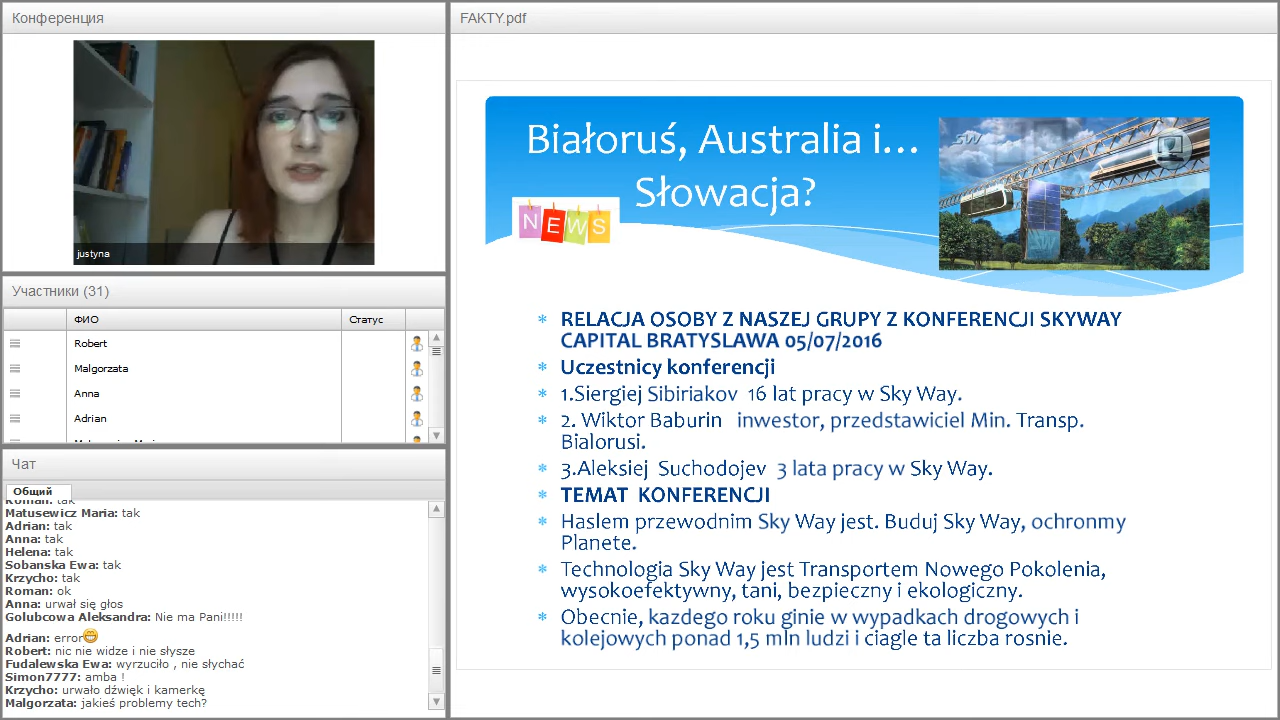 Конференция
justyna
Участники (31)
ФИО
Статус
Robert
Malgorzata
Anna
Adrian
Чат
Общий
Roman: tak
Matusewicz Maria: tak
Adrian: tak
Anna: tak
Helena: tak
Sobanska Ewa: tak
Krzycho: tak
Roman: ok
Anna: urwał się głos
Gołubcowa Aleksandra: Nie ma Pani!!!!!
Adrian: error
Robert: nic nie widze i nie słysze
Fudalewska Ewa: wyrzuciło , nie słychać
Simon7777: amba !
Krzycho: urwało dźwięk i kamerkę
Malgorzata: jakieś problemy tech?
FAKTY.pdf
Białoruś, Australia i…
Słowacja?
NEWS
SW
SW
RELACJA OSOBY Z NASZEJ GRUPY Z KONFERENCJI SKYWAY
CAPITAL BRATYSLAWA 05/07/2016
Uczestnicy konferencji
1.Siergiej Sibiriakov 16 lat pracy w Sky Way.
2. Wiktor Baburin inwestor, przedstawiciel Min. Transp.
Bialorusi.
3.Aleksiej Suchodojev 3 lata pracy w Sky Way.
TEMAT KONFERENCJI
Haslem przewodnim Sky Way jest. Buduj Sky Way, ochronmy
Planete.
Technologia Sky Way jest Transportem Nowego Pokolenia,
wysokoefektywny, tani, bezpieczny i ekologiczny.
Obecnie, kazdego roku ginie w wypadkach drogowych i
kolejowych ponad 1,5 mln ludzi i ciagle ta liczba rosnie.